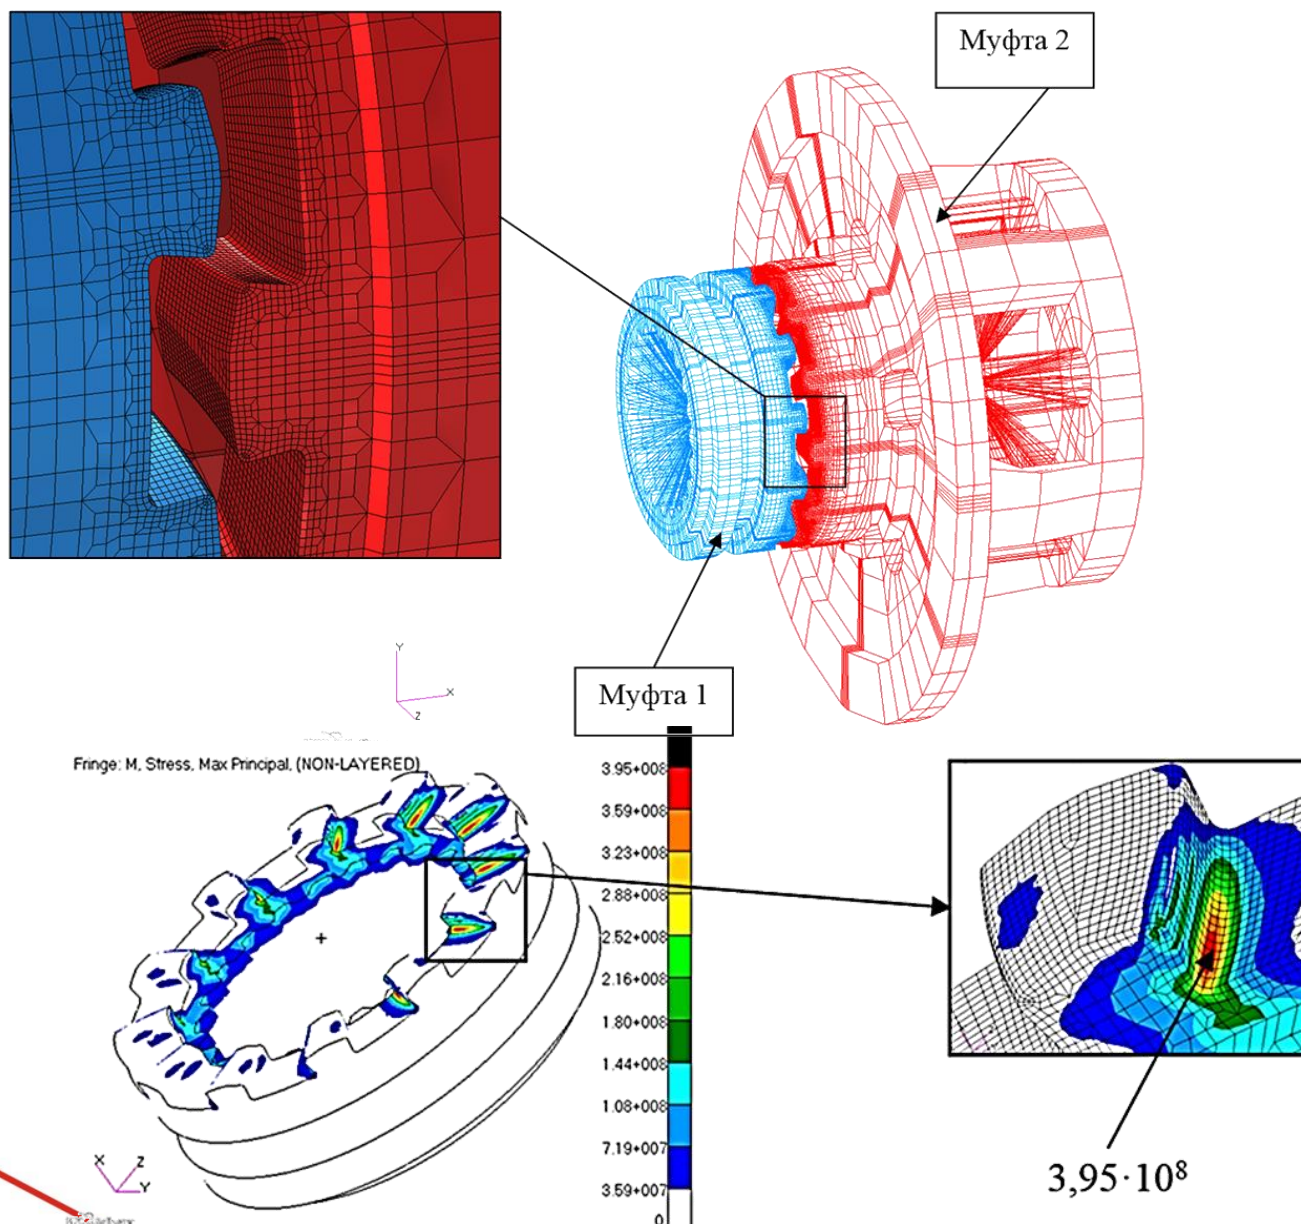 Муфта 2
Y
X
Z
Муфта 1
Fringe: M, Stress, Max Principal, (NON-LAYERED)
3.95+008
3.59+008
3.23+008
2.88+008
2.52+008
2.16+008
1.80+008
1.44+008
1.08+008
7.19+007
3.59+007
0
X
Z
Y
3,95·10⁸